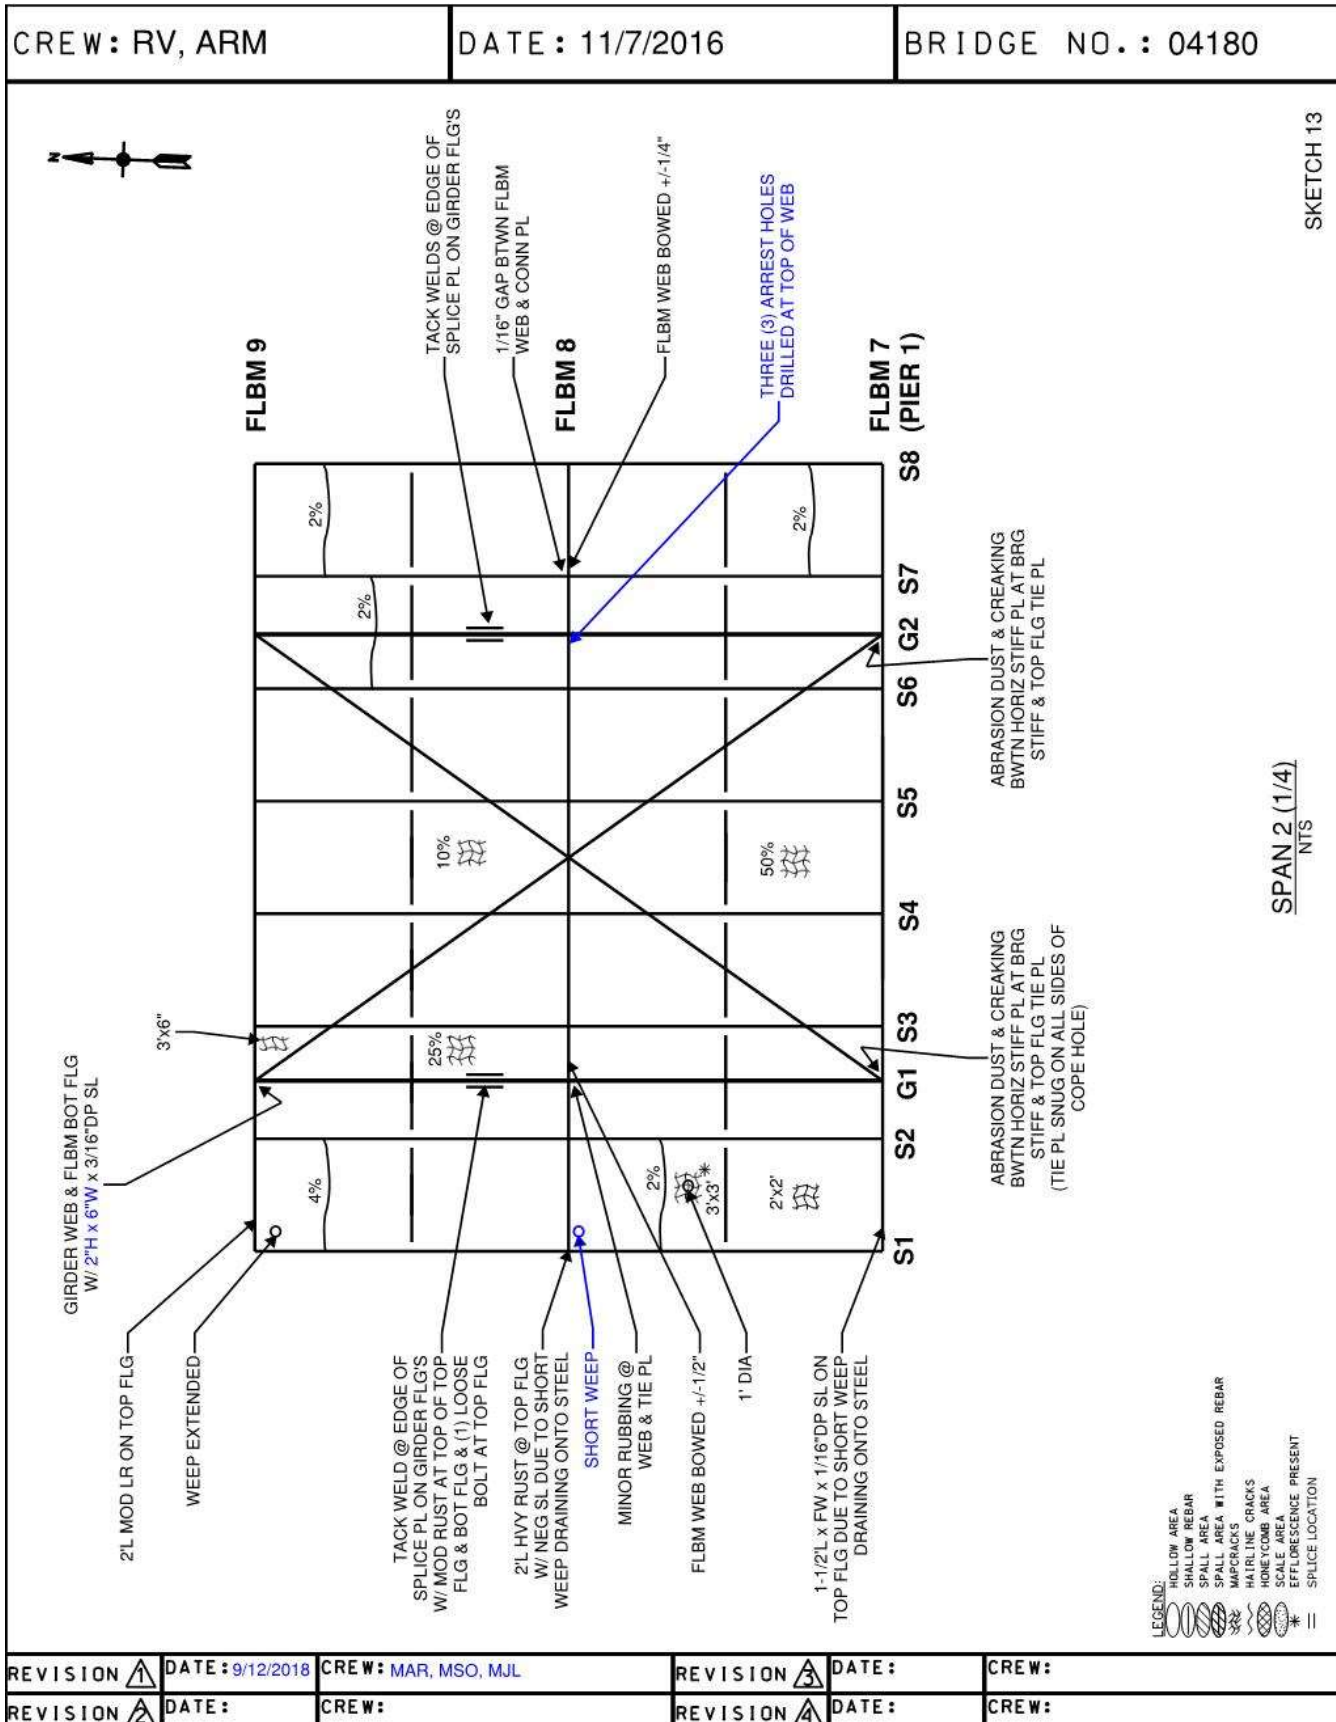 CREW: RV, ARM
DATE: 11/7/2016
BRIDGE NO.: 04180
N
SKETCH 13
GIRDER WEB & FLBM BOT FLG
W/ 2"H x 6"W x 3/16"DP SL
3'x6"
2'L MOD LR ON TOP FLG
WEEP EXTENDED
TACK WELD @ EDGE OF
SPLICE PL ON GIRDER FLG'S
W/ MOD RUST AT TOP OF TOP
FLG & BOT FLG & (1) LOOSE
BOLT AT TOP FLG
2'L HVY RUST @ TOP FLG
W/ NEG SL DUE TO SHORT
WEEP DRAINING ONTO STEEL
SHORT WEEP
MINOR RUBBING @
WEB & TIE PL
FLBM WEB BOWED +/-1/2"
1' DIA
1-1/2'L x FW x 1/16"DP SL ON
TOP FLG DUE TO SHORT WEEP
DRAINING ONTO STEEL
TACK WELDS @ EDGE OF
SPLICE PL ON GIRDER FLG'S
1/16" GAP BTWN FLBM
WEB & CONN PL
FLBM WEB BOWED +/-1/4"
THREE (3) ARREST HOLES
DRILLED AT TOP OF WEB
FLBM 9
FLBM 8
FLBM 7
(PIER 1)
4%
25%
10%
2%
2%
2%
3'x3' *
2'x2'
50%
2%
S1
S2
G1
S3
S4
S5
S6
G2
S7
S8
ABRASION DUST & CREAKING
BWTN HORIZ STIFF PL AT BRG
STIFF & TOP FLG TIE PL
(TIE PL SNUG ON ALL SIDES OF
COPE HOLE)
ABRASION DUST & CREAKING
BWTN HORIZ STIFF PL AT BRG
STIFF & TOP FLG TIE PL
SPAN 2 (1/4)
NTS
LEGEND:
HOLLOW AREA
SHALLOW REBAR
SPALL AREA
SPALL AREA WITH EXPOSED REBAR
MAPCRACKS
HAIRLINE CRACKS
HONEYCOMB AREA
SCALE AREA
* EFFLORESCENCE PRESENT
= SPLICE LOCATION
REVISION 1 DATE: 9/12/2018 CREW: MAR, MSO, MJL
REVISION 3 DATE: CREW:
REVISION 2 DATE: CREW:
REVISION 4 DATE: CREW: